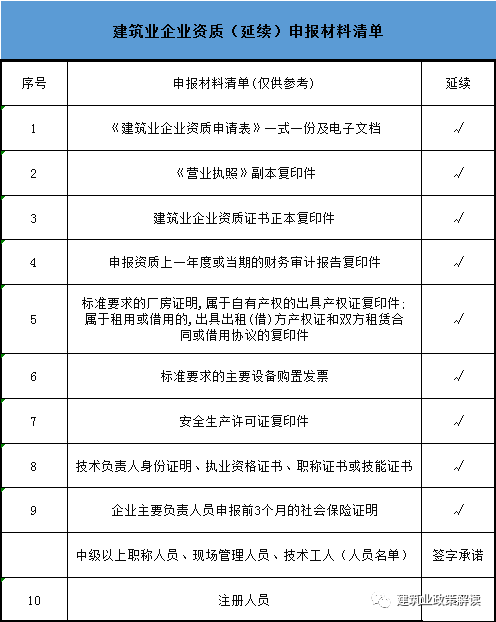 建筑业企业资质（延续）申报材料清单
序号 申报材料清单(仅供参考) 延续
1 《建筑业企业资质申请表》一式一份及电子文档 √
2 《营业执照》副本复印件 √
3 建筑业企业资质证书正本复印件 √
4 申报资质上一年度或当期的财务审计报告复印件 √
标准要求的厂房证明,属于自有产权的出具产权证复印件;
5 属于租用或借用的,出具出租(借)方产权证和双方租赁合 √
同或借用协议的复印件
6 标准要求的主要设备购置发票 √
7 安全生产许可证复印件 √
8 技术负责人身份证明、执业资格证书、职称证书或技能证书 √
9 企业主要负责人员申报前3个月的社会保险证明 √
中级以上职称人员、现场管理人员、技术工人（人员名单） 签字承诺
10 注册人员
建筑业政策解读